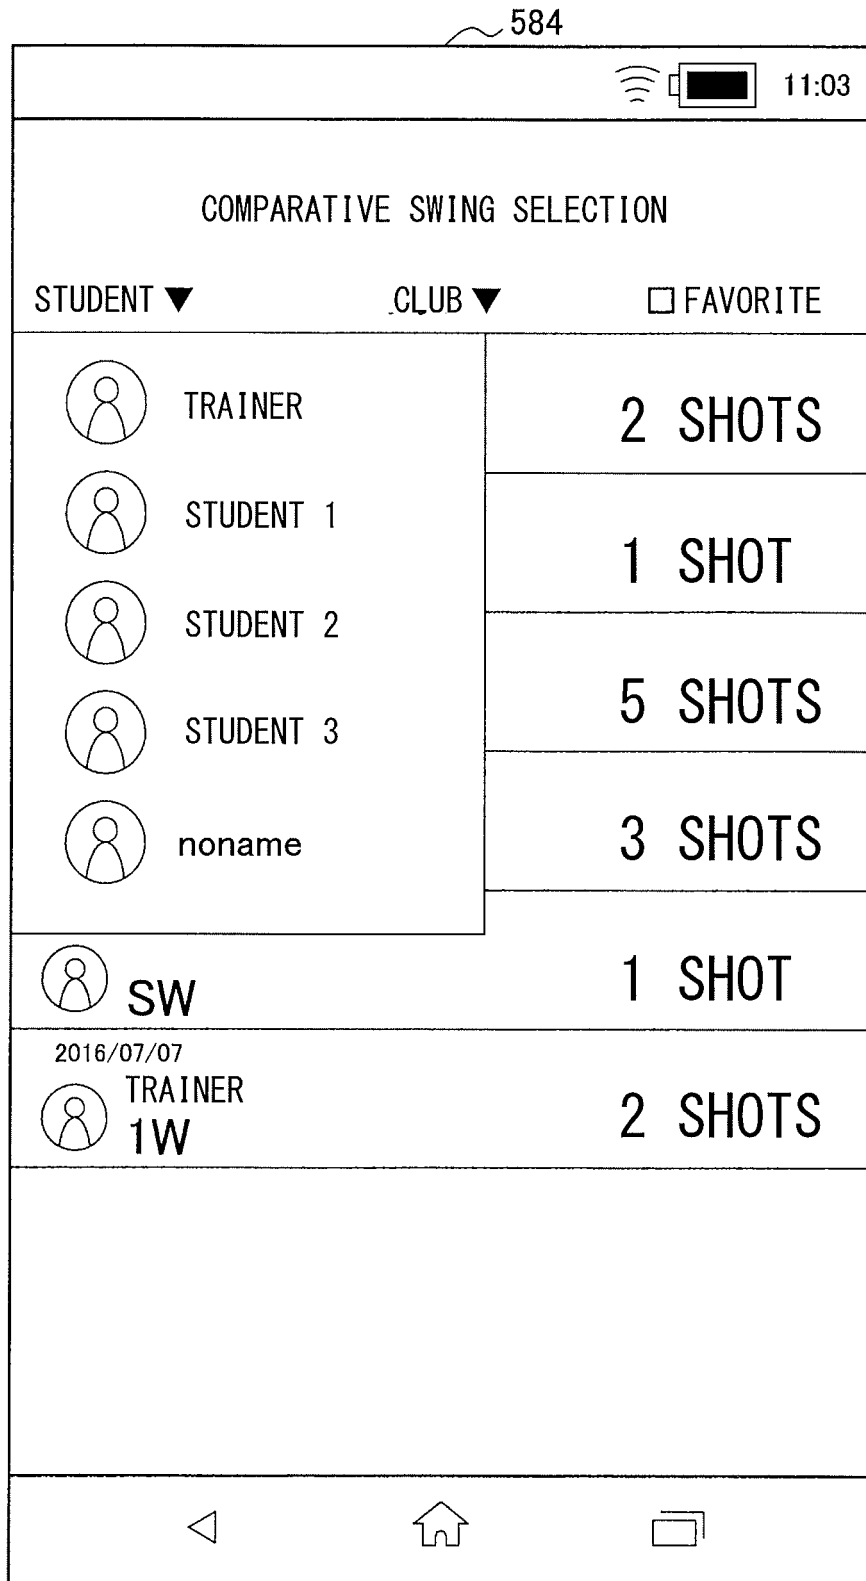 584
11:03
COMPARATIVE SWING SELECTION
STUDENT ▼ CLUB ▼ □ FAVORITE
TRAINER
2 SHOTS
STUDENT 1
1 SHOT
STUDENT 2
5 SHOTS
STUDENT 3
3 SHOTS
noname
SW
1 SHOT
2016/07/07
TRAINER
1W
2 SHOTS